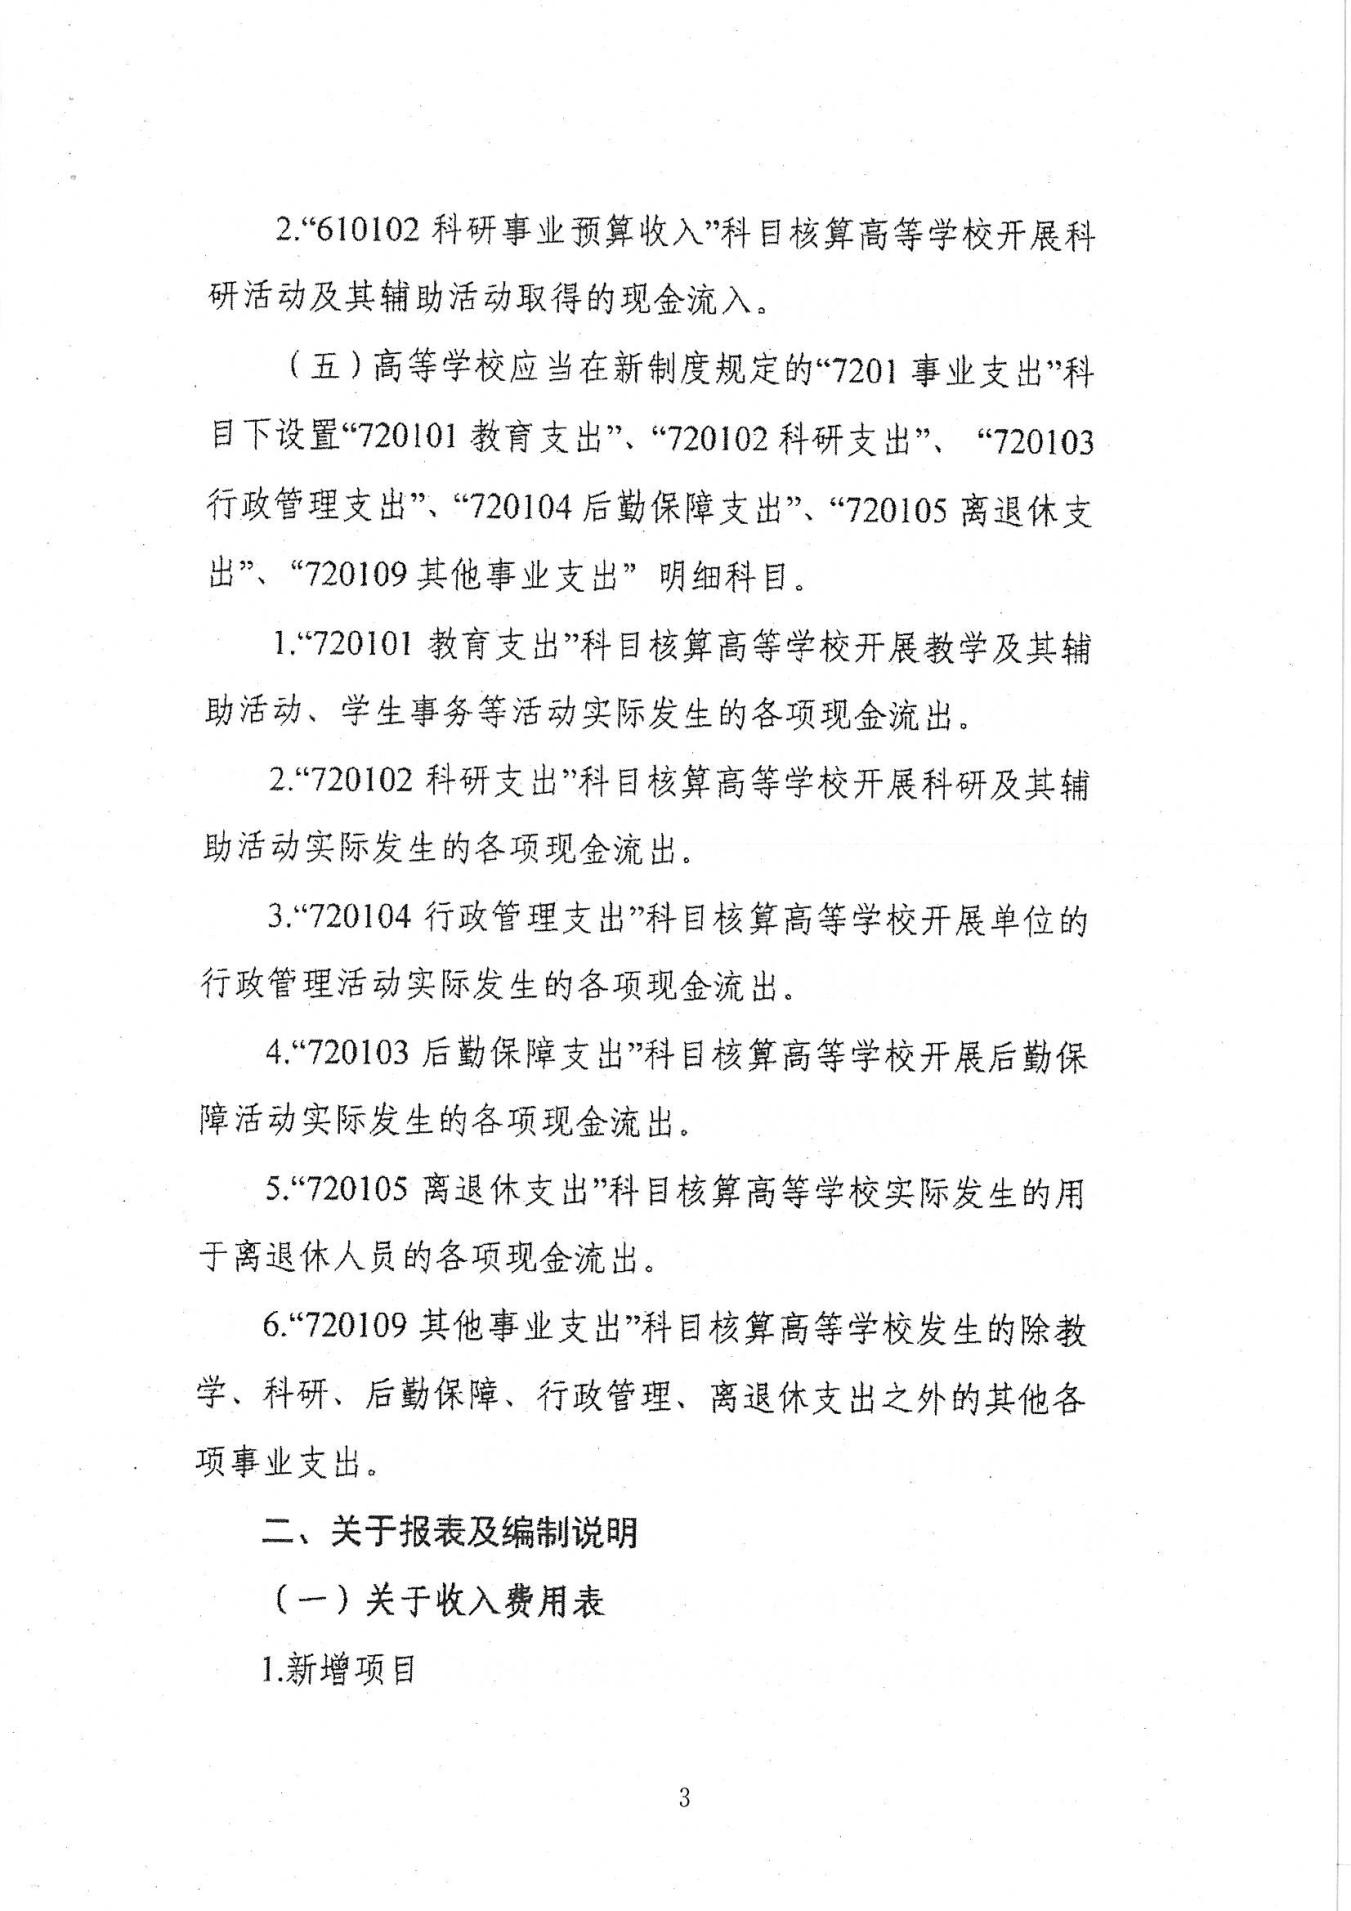 2.“610102 科研事业预算收入”科目核算高等学校开展科
研活动及其辅助活动取得的现金流入。
（五）高等学校应当在新制度规定的“7201 事业支出”科
目下设置“720101 教育支出”、“720102 科研支出”、 “720103
行政管理支出”、“720104 后勤保障支出”、“720105 离退休支
出”、“720109 其他事业支出” 明细科目。
1.“720101 教育支出”科目核算高等学校开展教学及其辅
助活动、学生事务等活动实际发生的各项现金流出。
2.“720102 科研支出”科目核算高等学校开展科研及其辅
助活动实际发生的各项现金流出。
3.“720104 行政管理支出”科目核算高等学校开展单位的
行政管理活动实际发生的各项现金流出。
4.“720103 后勤保障支出”科目核算高等学校开展后勤保
障活动实际发生的各项现金流出。
5.“720105 离退休支出”科目核算高等学校实际发生的用
于离退休人员的各项现金流出。
6.“720109 其他事业支出”科目核算高等学校发生的除教
学、科研、后勤保障、行政管理、离退休支出之外的其他各
项事业支出。
二、关于报表及编制说明
（一）关于收入费用表
1.新增项目
3